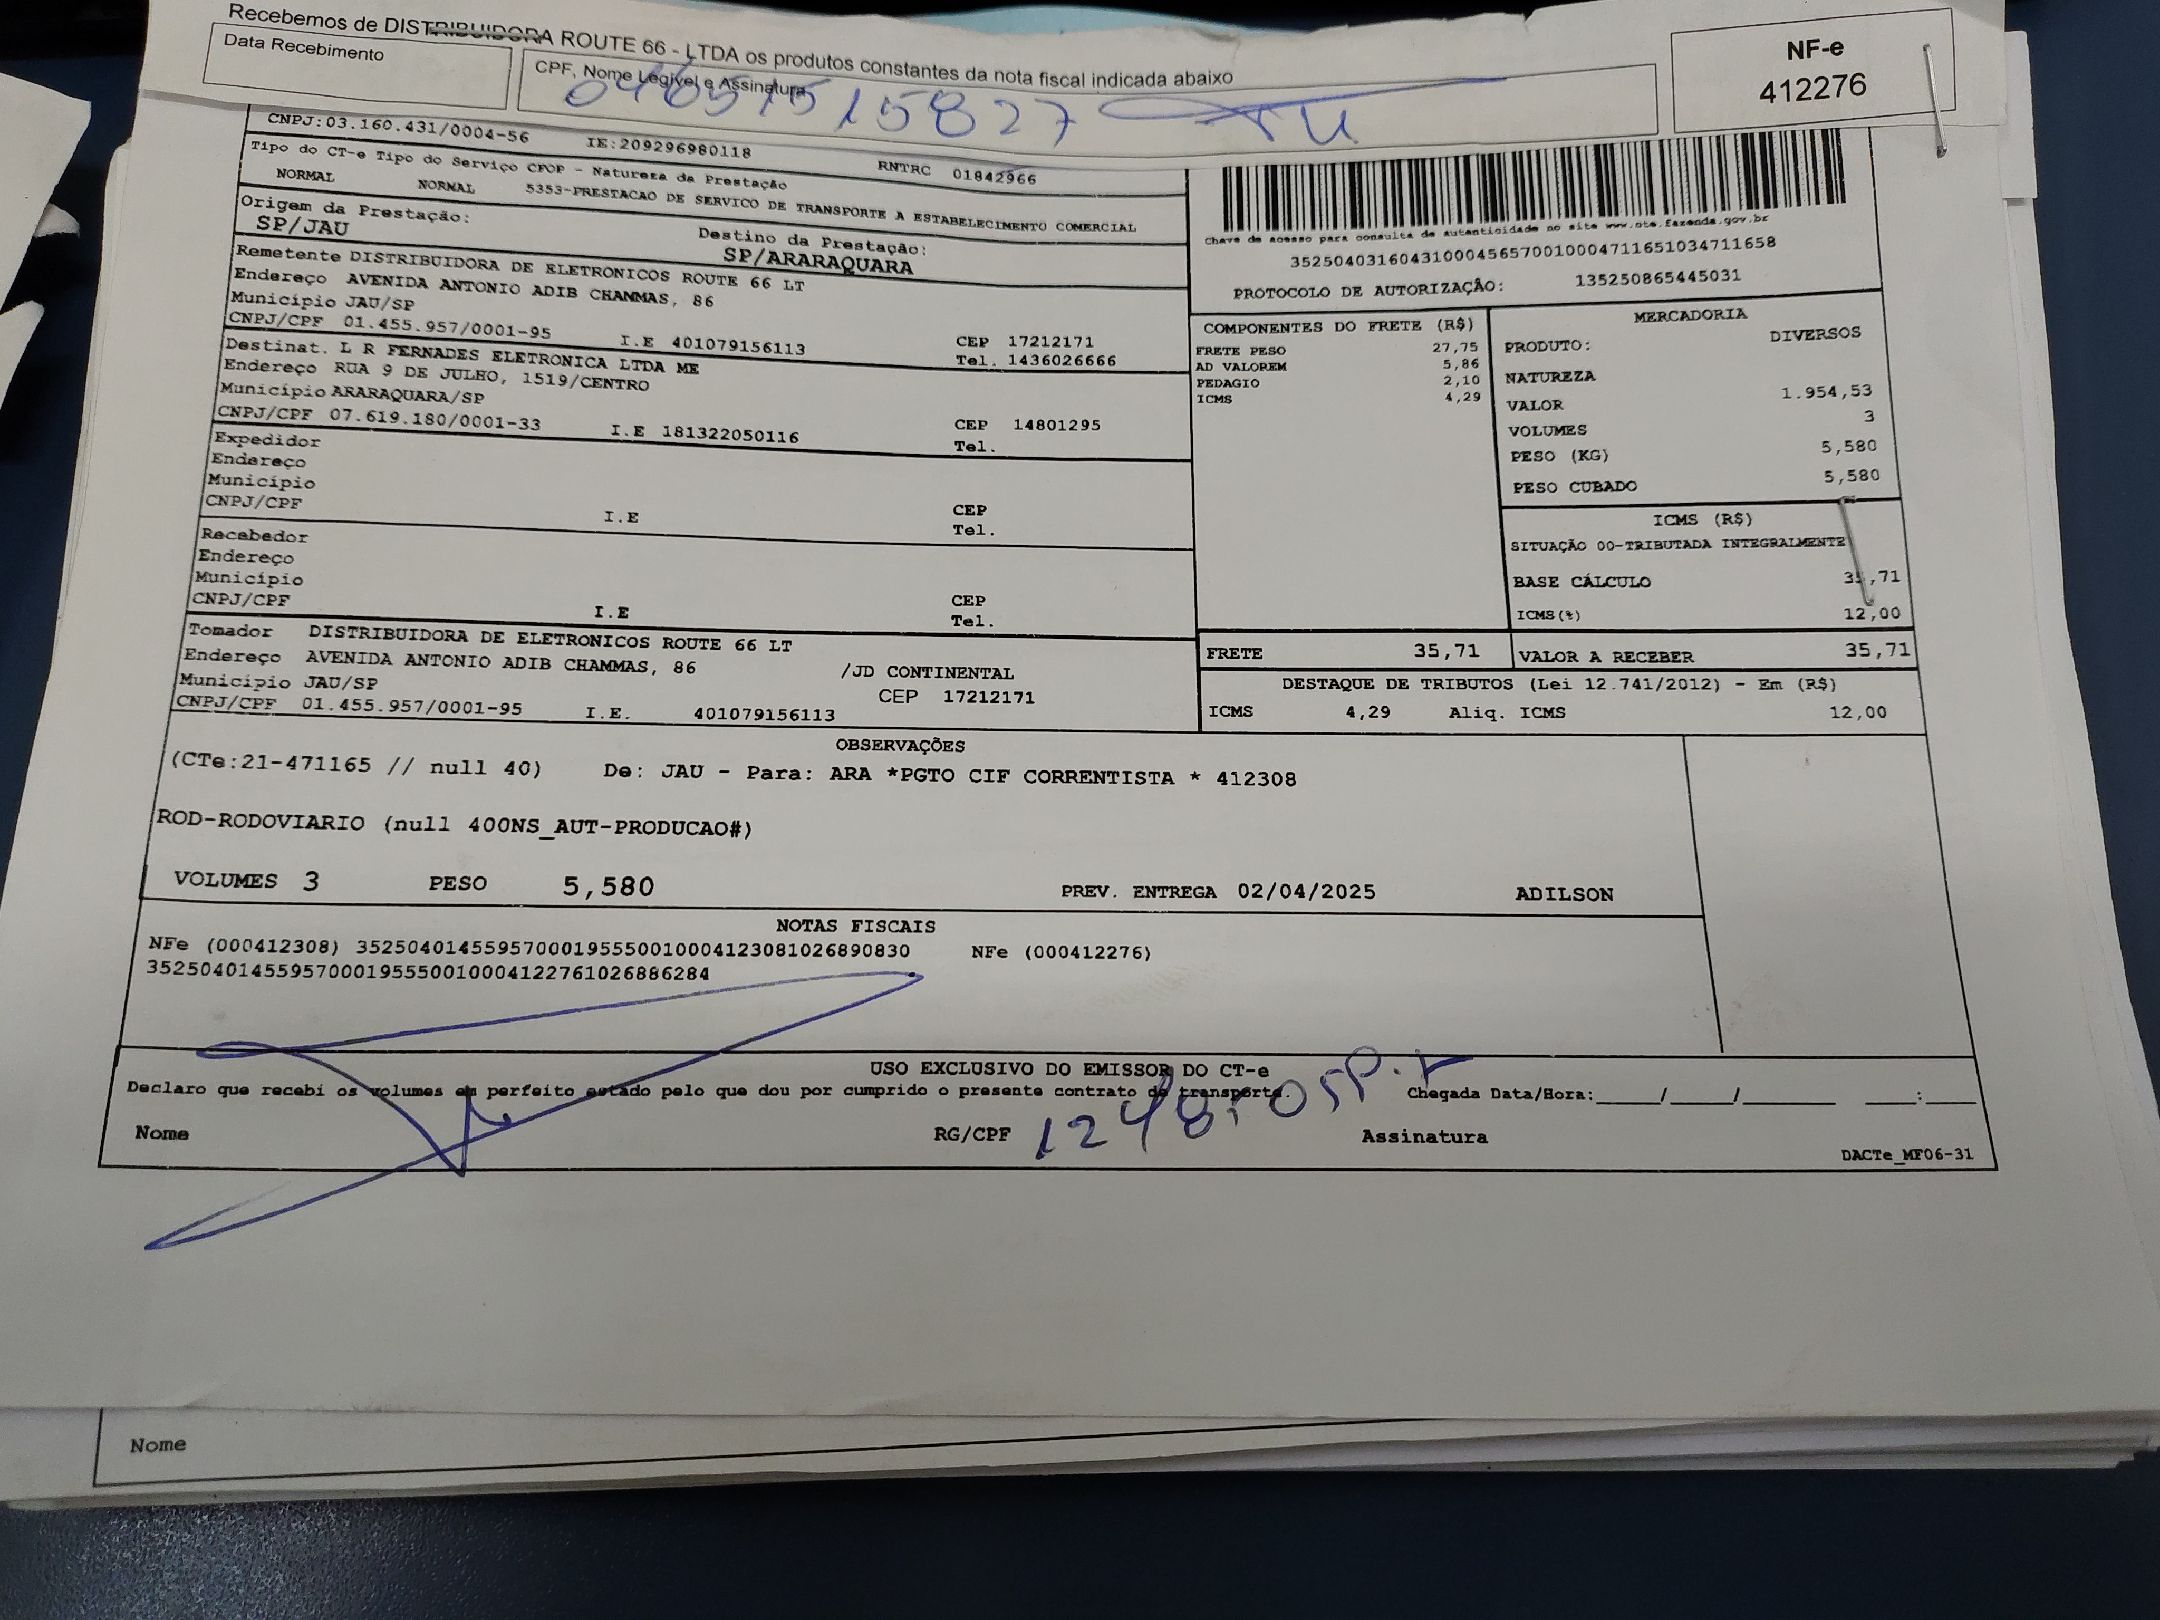 Recebemos de DISTRIBUIDORA ROUTE 66 - LTDA os produtos constantes da nota fiscal indicada abaixo
Data Recebimento
CPF, Nome Legível e Assinatura
NF-e
412276
CNPJ:03.160.431/0004-56 IE:209296980118 RNTRC 01842966
Tipo do CT-e Tipo do Serviço CFOP - Natureza da Prestação
NORMAL NORMAL 5353-PRESTACAO DE SERVICO DE TRANSPORTE A ESTABELECIMENTO COMERCIAL
Origem da Prestação: Destino da Prestação:
SP/JAU SP/ARARAQUARA
Chave de acesso para consulta de autenticidade no site www.cte.fazenda.gov.br
35250403160431000456570010004711651034711658
PROTOCOLO DE AUTORIZAÇÃO: 135250865445031
Remetente DISTRIBUIDORA DE ELETRONICOS ROUTE 66 LT
Endereço AVENIDA ANTONIO ADIB CHAMMAS, 86
Município JAU/SP CEP 17212171
CNPJ/CPF 01.455.957/0001-95 I.E 401079156113 Tel. 1436026666
Destinat. L R FERNADES ELETRONICA LTDA ME
Endereço RUA 9 DE JULHO, 1519/CENTRO
Município ARARAQUARA/SP CEP 14801295
CNPJ/CPF 07.619.180/0001-33 I.E 181322050116 Tel.
Expedidor
Endereço
Município CEP
CNPJ/CPF I.E Tel.
Recebedor
Endereço
Município CEP
CNPJ/CPF I.E Tel.
Tomador DISTRIBUIDORA DE ELETRONICOS ROUTE 66 LT
Endereço AVENIDA ANTONIO ADIB CHAMMAS, 86 /JD CONTINENTAL
Município JAU/SP CEP 17212171
CNPJ/CPF 01.455.957/0001-95 I.E. 401079156113
COMPONENTES DO FRETE (R$)
FRETE PESO 27,75
AD VALOREM 5,86
PEDAGIO 2,10
ICMS 4,29
MERCADORIA
PRODUTO: DIVERSOS
NATUREZA
VALOR 1.954,53
VOLUMES 3
PESO (KG) 5,580
PESO CUBADO 5,580
ICMS (R$)
SITUAÇÃO 00-TRIBUTADA INTEGRALMENTE
BASE CÁLCULO 35,71
ICMS(%) 12,00
FRETE 35,71 VALOR A RECEBER 35,71
DESTAQUE DE TRIBUTOS (Lei 12.741/2012) - Em (R$)
ICMS 4,29 Aliq. ICMS 12,00
OBSERVAÇÕES
(CTe:21-471165 // null 40) De: JAU - Para: ARA *PGTO CIF CORRENTISTA * 412308
ROD-RODOVIARIO (null 400NS_AUT-PRODUCAO#)
VOLUMES 3 PESO 5,580 PREV. ENTREGA 02/04/2025 ADILSON
NOTAS FISCAIS
NFe (000412308) 35250401455957000195550010004123081026890830 NFe (000412276)
35250401455957000195550010004122761026886284
USO EXCLUSIVO DO EMISSOR DO CT-e
Declaro que recebi os volumes em perfeito estado pelo que dou por cumprido o presente contrato de transporte. Chegada Data/Hora:____/____/______ ___:___
Nome RG/CPF Assinatura
DACTe_MF06-31
Nome